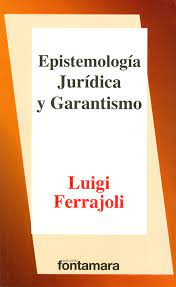 Epistemología
Jurídica
y Garantismo
Luigi
Ferrajoli
fontamara